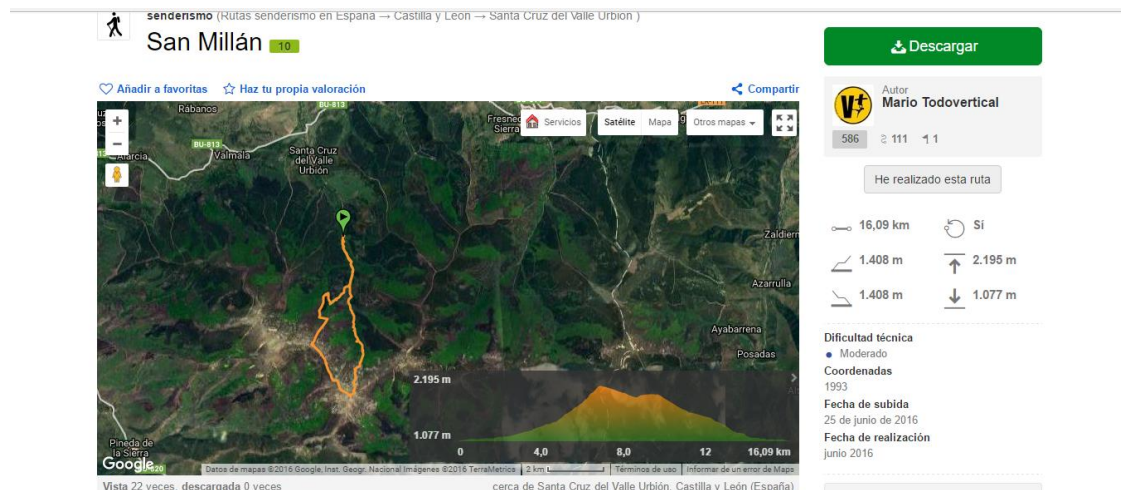 senderismo (Rutas senderismo en España → Castilla y León → Santa Cruz del Valle Urbión )
San Millán 10
Descargar
Añadir a favoritas Haz tu propia valoración Compartir
Autor
Mario Todovertical
586 111 1
He realizado esta ruta
16,09 km Sí
1.408 m 2.195 m
1.408 m 1.077 m
Dificultad técnica
Moderado
Coordenadas
1993
Fecha de subida
25 de junio de 2016
Fecha de realización
junio 2016
Rábanos
BU-813
Servicios
Satélite Mapa
Otros mapas
BU-813
Valmala
Santa Cruz
del Valle
Urbión
Azarrulla
Ayabarrena
Posadas
Pineda de
la Sierra
2.195 m
1.077 m
0 4,0 8,0 12 16,09 km
Google
Datos de mapas ©2016 Google, Inst. Geogr. Nacional Imágenes ©2016 TerraMetrics 2 km Términos de uso Informar de un error de Maps
Vista 22 veces, descargada 0 veces
cerca de Santa Cruz del Valle Urbión, Castilla y León (España)